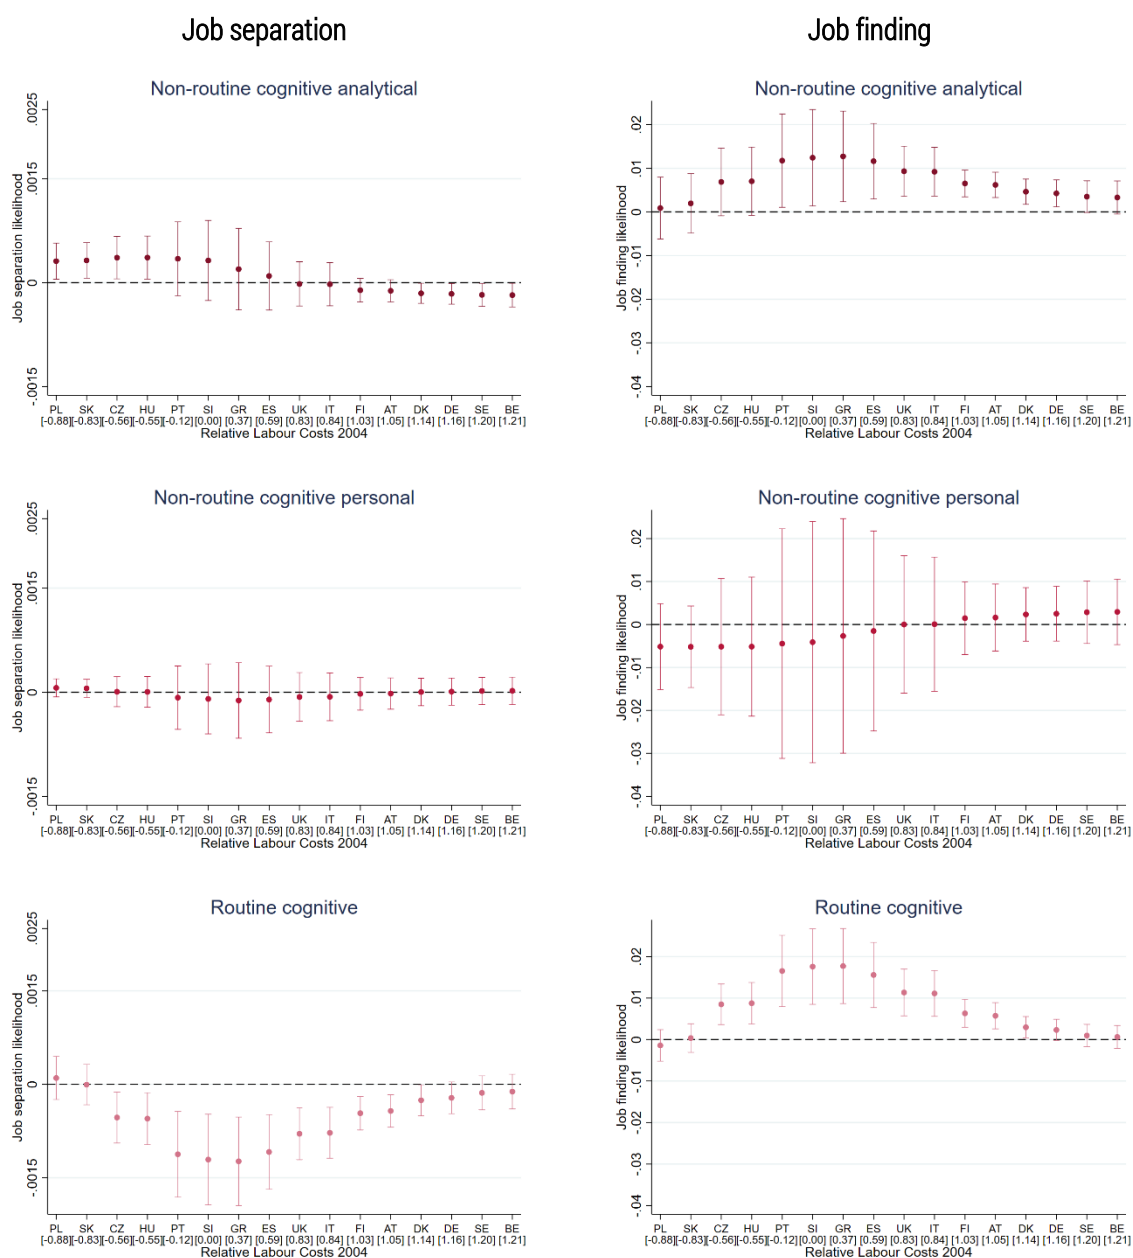 Job separation
Job finding
Non-routine cognitive analytical
Job separation likelihood
.0025
.0015
0
-.0015
PL SK CZ HU PT SI GR ES UK IT FI AT DK DE SE BE
[-0.88][-0.83][-0.56][-0.55][-0.12] [0.00] [0.37] [0.59] [0.83] [0.84] [1.03] [1.05] [1.14] [1.16] [1.20] [1.21]
Relative Labour Costs 2004
Non-routine cognitive analytical
Job finding likelihood
.02
.01
0
-.01
-.02
-.03
-.04
PL SK CZ HU PT SI GR ES UK IT FI AT DK DE SE BE
[-0.88][-0.83][-0.56][-0.55][-0.12] [0.00] [0.37] [0.59] [0.83] [0.84] [1.03] [1.05] [1.14] [1.16] [1.20] [1.21]
Relative Labour Costs 2004
Non-routine cognitive personal
Job separation likelihood
.0025
.0015
0
-.0015
PL SK CZ HU PT SI GR ES UK IT FI AT DK DE SE BE
[-0.88][-0.83][-0.56][-0.55][-0.12] [0.00] [0.37] [0.59] [0.83] [0.84] [1.03] [1.05] [1.14] [1.16] [1.20] [1.21]
Relative Labour Costs 2004
Non-routine cognitive personal
Job finding likelihood
.02
.01
0
-.01
-.02
-.03
-.04
PL SK CZ HU PT SI GR ES UK IT FI AT DK DE SE BE
[-0.88][-0.83][-0.56][-0.55][-0.12] [0.00] [0.37] [0.59] [0.83] [0.84] [1.03] [1.05] [1.14] [1.16] [1.20] [1.21]
Relative Labour Costs 2004
Routine cognitive
Job separation likelihood
.0025
.0015
0
-.0015
PL SK CZ HU PT SI GR ES UK IT FI AT DK DE SE BE
[-0.88][-0.83][-0.56][-0.55][-0.12] [0.00] [0.37] [0.59] [0.83] [0.84] [1.03] [1.05] [1.14] [1.16] [1.20] [1.21]
Relative Labour Costs 2004
Routine cognitive
Job finding likelihood
.02
.01
0
-.01
-.02
-.03
-.04
PL SK CZ HU PT SI GR ES UK IT FI AT DK DE SE BE
[-0.88][-0.83][-0.56][-0.55][-0.12] [0.00] [0.37] [0.59] [0.83] [0.84] [1.03] [1.05] [1.14] [1.16] [1.20] [1.21]
Relative Labour Costs 2004